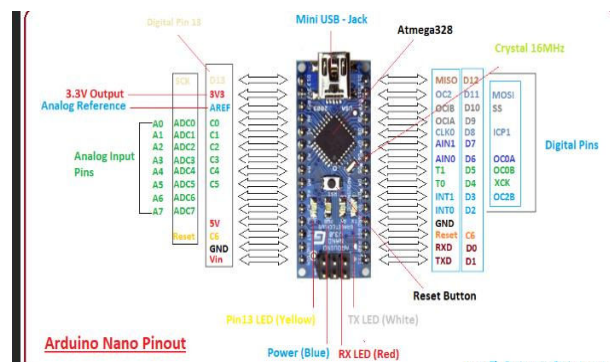 Mini USB - Jack
Digital Pin 13
Atmega328
Crystal 16MHz
SCK D13
3.3V Output 3V3
Analog Reference AREF
A0 ADC0 C0
A1 ADC1 C1
A2 ADC2 C2
A3 ADC3 C3
A4 ADC4 C4
A5 ADC5 C5
A6 ADC6
A7 ADC7
Analog Input
Pins
5V
Reset C6
GND
Vin
MISO D12
OC2 D11 MOSI
OCIB D10 SS
OCIA D9
CLK0 D8 ICP1
AIN1 D7
AIN0 D6 OC0A
T1 D5 OC0B
T0 D4 XCK
INT1 D3 OC2B
INT0 D2
GND
Reset C6
RXD D0
TXD D1
Digital Pins
Reset Button
Pin13 LED (Yellow)
TX LED (White)
Power (Blue)
RX LED (Red)
Arduino Nano Pinout